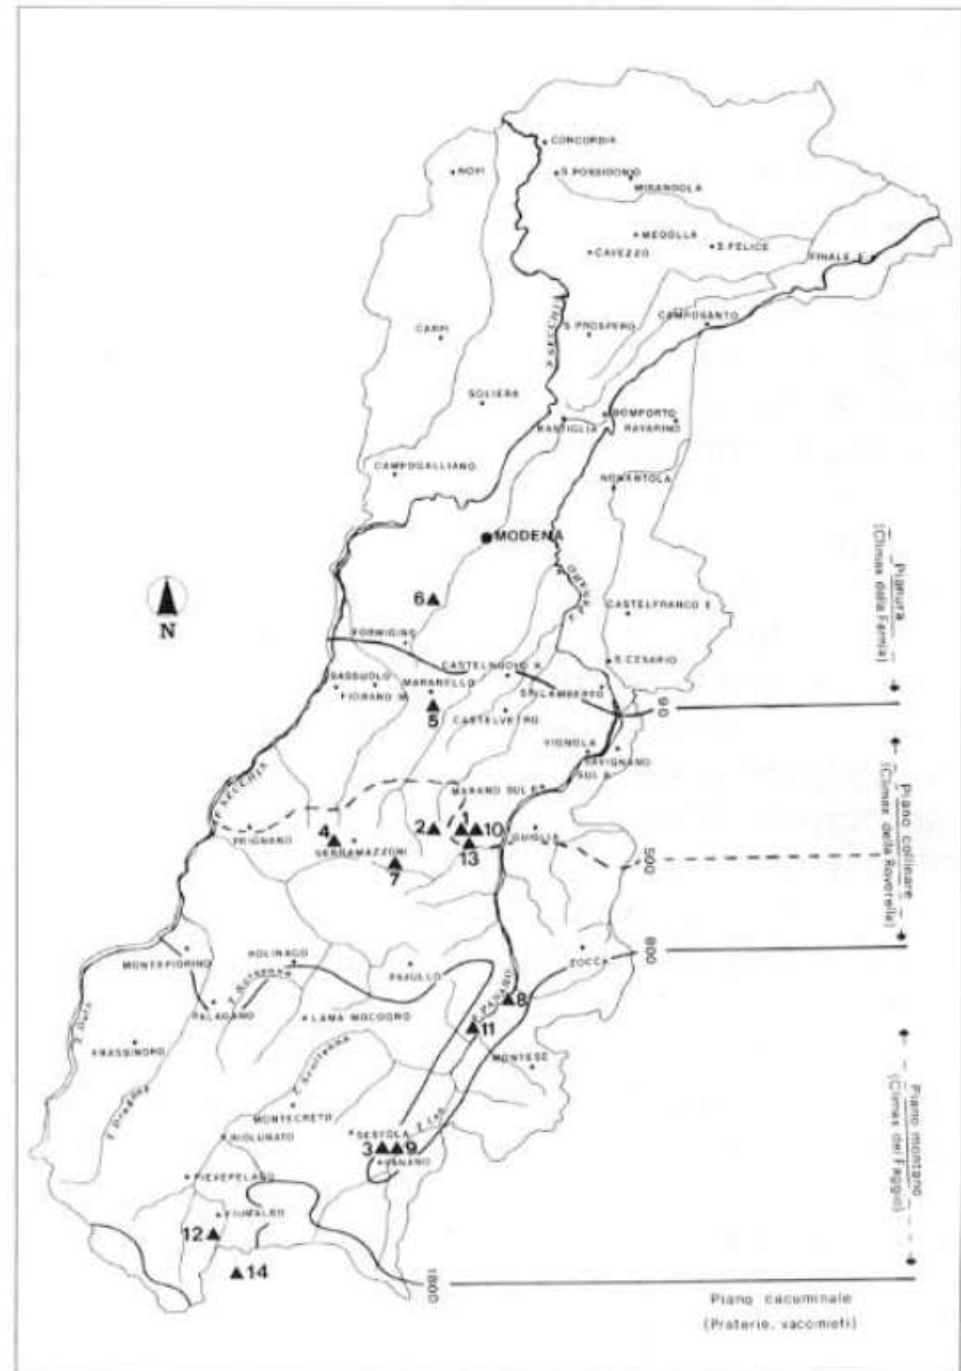 CONCORDIA
NOVI
S. POSSIDONIO
MIRANDOLA
MEDOLLA
S. FELICE
CAVEZZO
FINALE E.
F. SECCHIA
CAMPOSANTO
S. PROSPERO
CARPI
SOLIERA
BOMPORTO
BASTIGLIA
RAVARINO
CAMPOGALLIANO
NONANTOLA
MODENA
F. PANARO
6
CASTELFRANCO E.
N
FORMIGINE
S. CESARIO
CASTELNUOVO R.
SASSUOLO
MARANELLO
FIORANO M.
SPILAMBERTO
5
CASTELVETRO
90
VIGNOLA
SAVIGNANO
SUL P.
F. SECCHIA
MARANO SUL P.
4
2
1
10
GUIGLIA
PRIGNANO
13
SERRAMAZZONI
7
500
POLINAGO
ZOCCA
800
MONTEFIORINO
PAVULLO
T. Rossenna
F. PANARO
8
PALAGANO
LAMA MOCOGNO
11
T. Dolo
FRASSINORO
MONTESE
T. Scoltenna
T. Dragone
MONTECRETO
SESTOLA
RIOLUNATO
3
9
FANANO
PIEVEPELAGO
FIUMALBO
12
14
1800
Pianura
(Climax della Farnia)
Piano collinare
(Climax della Roverella)
Piano montano
(Climax del Faggio)
Piano cacuminale
(Praterie, vaccinieti)